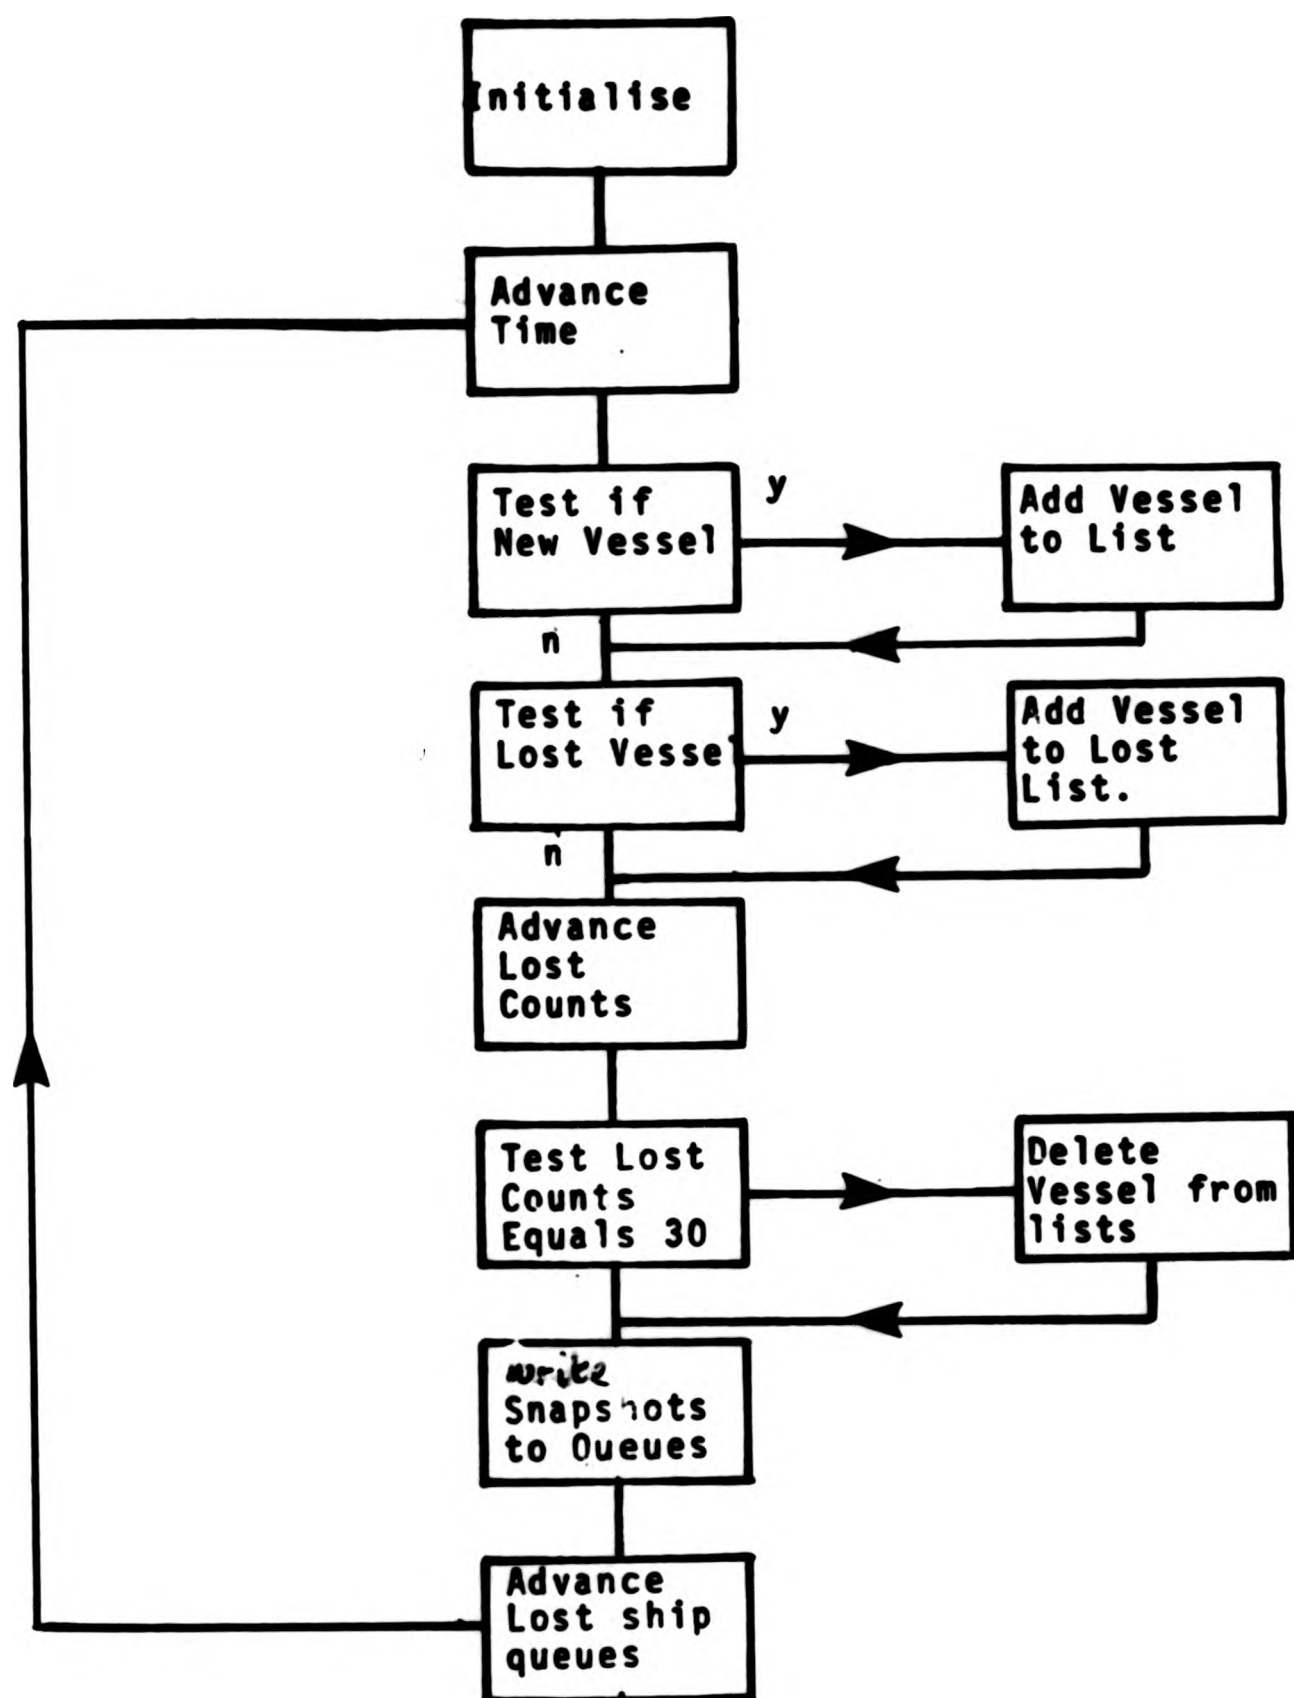 Initialise
Advance
Time
Test if
New Vessel
y
Add Vessel
to List
n
Test if
Lost Vesse
y
Add Vessel
to Lost
List.
n
Advance
Lost
Counts
Test Lost
Counts
Equals 30
Delete
Vessel from
lists
write
Snapshots
to Queues
Advance
Lost ship
queues